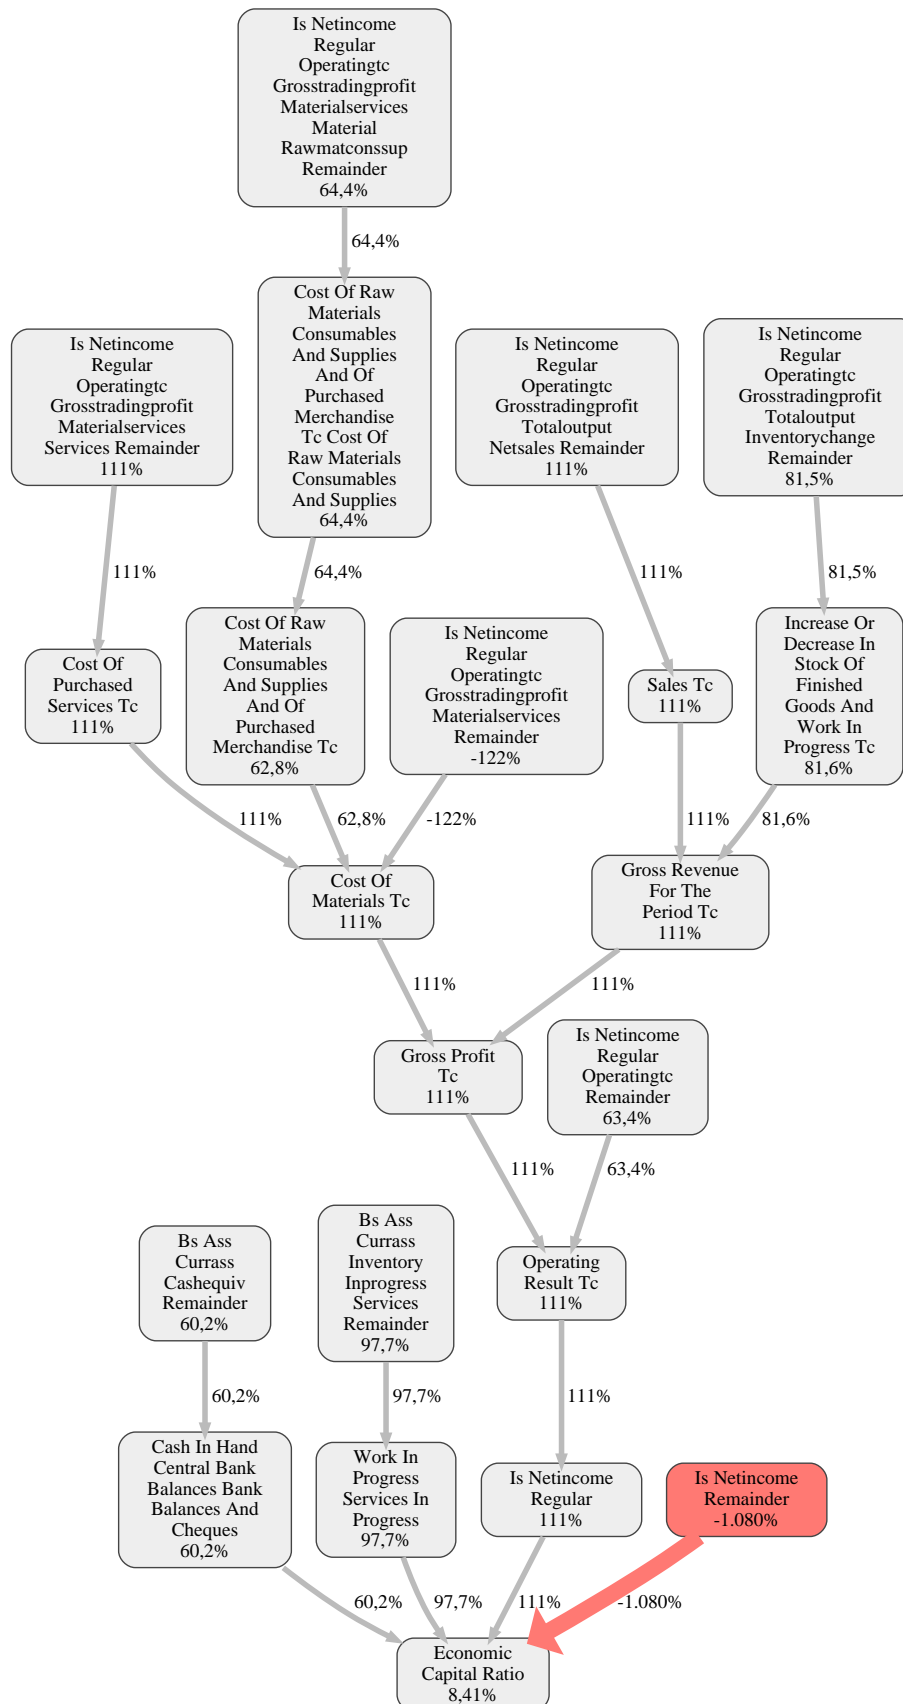 Is Netincome
Regular
Operatingtc
Grosstradingprofit
Materialservices
Material
Rawmatconssup
Remainder
64,4%
64,4%
Cost Of Raw
Materials
Consumables
And Supplies
And Of
Purchased
Merchandise
Tc Cost Of
Raw Materials
Consumables
And Supplies
64,4%
Is Netincome
Regular
Operatingtc
Grosstradingprofit
Materialservices
Services Remainder
111%
Is Netincome
Regular
Operatingtc
Grosstradingprofit
Totaloutput
Netsales Remainder
111%
Is Netincome
Regular
Operatingtc
Grosstradingprofit
Totaloutput
Inventorychange
Remainder
81,5%
111%
64,4%
111%
81,5%
Cost Of
Purchased
Services Tc
111%
Cost Of Raw
Materials
Consumables
And Supplies
And Of
Purchased
Merchandise Tc
62,8%
Is Netincome
Regular
Operatingtc
Grosstradingprofit
Materialservices
Remainder
-122%
Sales Tc
111%
Increase Or
Decrease In
Stock Of
Finished
Goods And
Work In
Progress Tc
81,6%
111%
62,8%
-122%
111%
81,6%
Cost Of
Materials Tc
111%
Gross Revenue
For The
Period Tc
111%
111%
111%
Gross Profit
Tc
111%
Is Netincome
Regular
Operatingtc
Remainder
63,4%
111%
63,4%
Bs Ass
Currass
Cashequiv
Remainder
60,2%
Bs Ass
Currass
Inventory
Inprogress
Services
Remainder
97,7%
Operating
Result Tc
111%
60,2%
97,7%
111%
Cash In Hand
Central Bank
Balances Bank
Balances And
Cheques
60,2%
Work In
Progress
Services In
Progress
97,7%
Is Netincome
Regular
111%
Is Netincome
Remainder
-1.080%
60,2%
97,7%
111%
-1.080%
Economic
Capital Ratio
8,41%